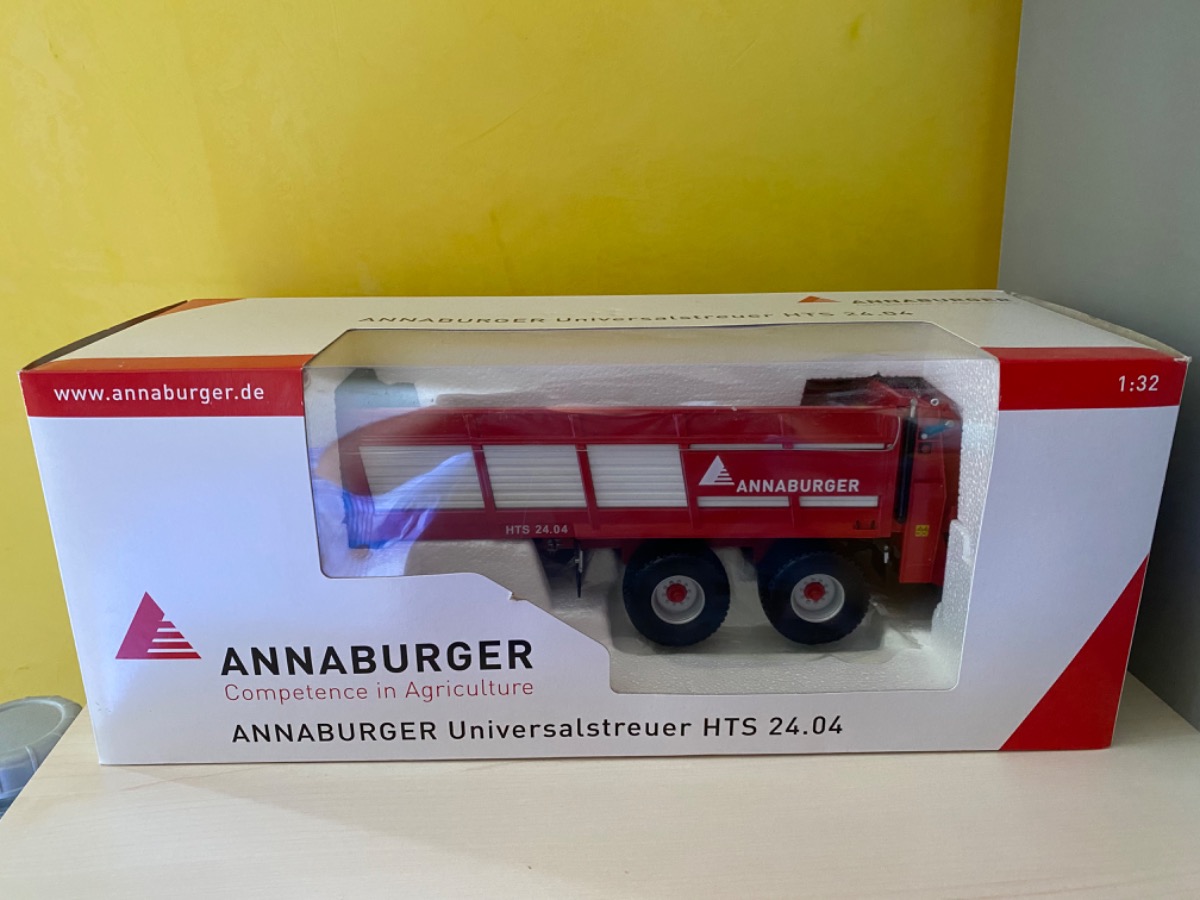 ANNABURGER
ANNABURGER Universalstreuer HTS 24.04
www.annaburger.de
1:32
ANNABURGER
HTS 24.04
ANNABURGER
Competence in Agriculture
ANNABURGER Universalstreuer HTS 24.04